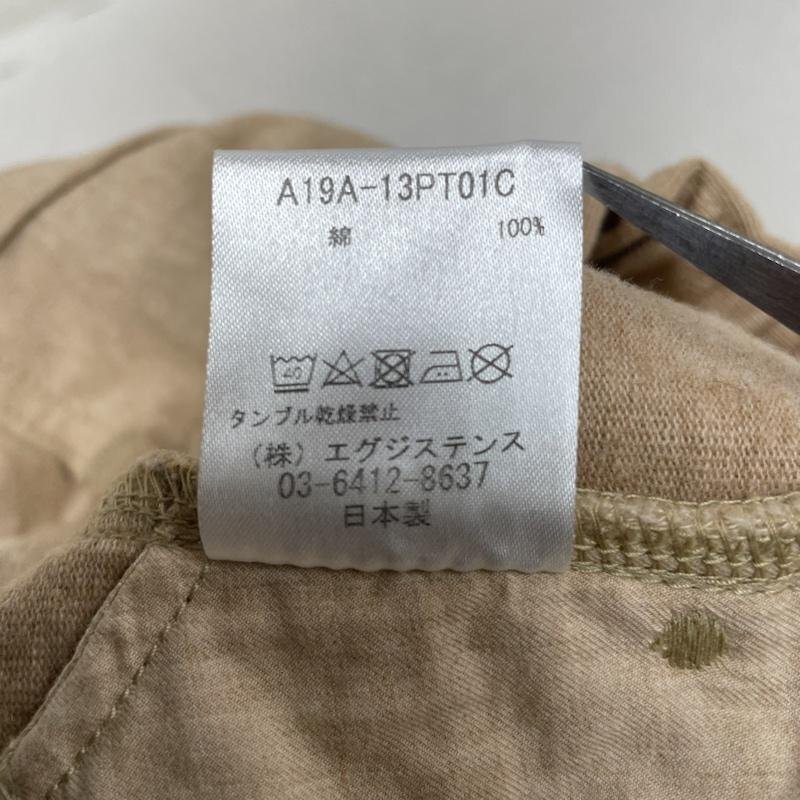 A19A-13PT01C
綿 100%
40
タンブル乾燥禁止
(株) エグジステンス
03-6412-8637
日本製